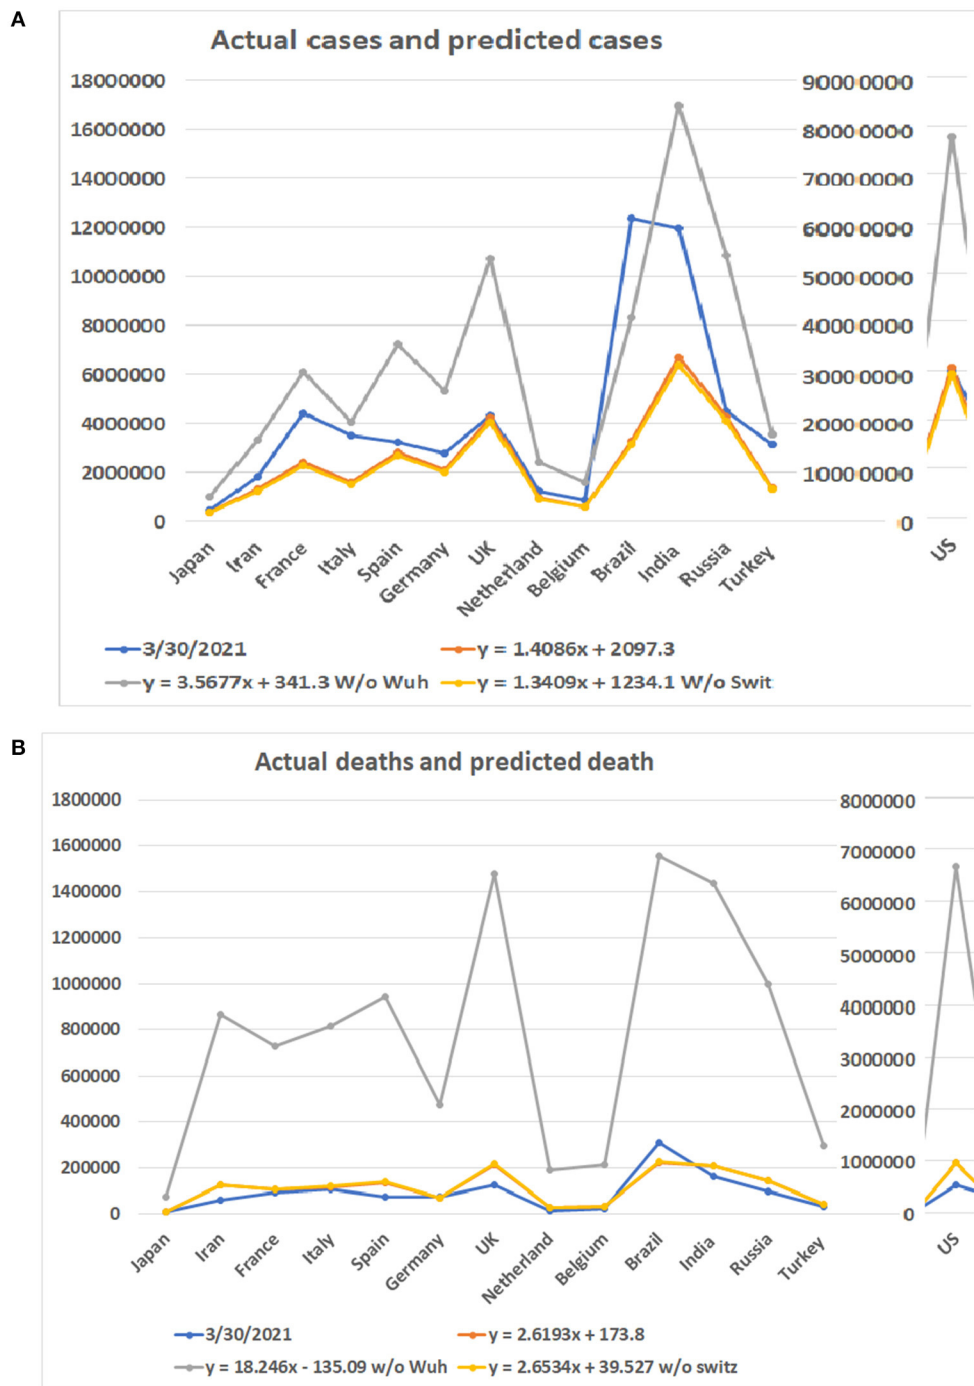 A
Actual cases and predicted cases
18000000
16000000
14000000
12000000
10000000
8000000
6000000
4000000
2000000
0
90000000
80000000
70000000
60000000
50000000
40000000
30000000
20000000
10000000
0
Japan
Iran
France
Italy
Spain
Germany
UK
Netherland
Belgium
Brazil
India
Russia
Turkey
US
3/30/2021
y = 1.4086x + 2097.3
y = 3.5677x + 341.3 W/o Wuh
y = 1.3409x + 1234.1 W/o Swit
B
Actual deaths and predicted death
1800000
1600000
1400000
1200000
1000000
800000
600000
400000
200000
0
8000000
7000000
6000000
5000000
4000000
3000000
2000000
1000000
0
Japan
Iran
France
Italy
Spain
Germany
UK
Netherland
Belgium
Brazil
India
Russia
Turkey
US
3/30/2021
y = 2.6193x + 173.8
y = 18.246x - 135.09 w/o Wuh
y = 2.6534x + 39.527 w/o switz